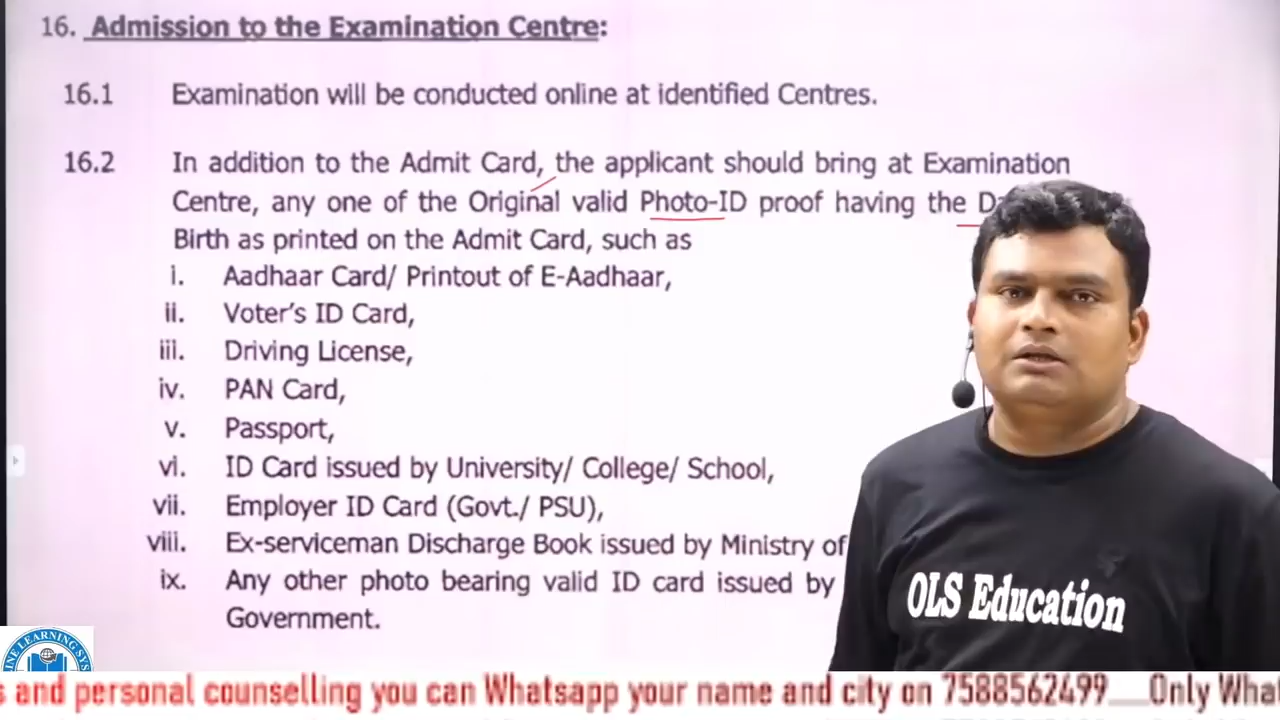 16. Admission to the Examination Centre:
16.1 Examination will be conducted online at identified Centres.
16.2 In addition to the Admit Card, the applicant should bring at Examination
Centre, any one of the Original valid Photo-ID proof having the
Birth as printed on the Admit Card, such as
i. Aadhaar Card/ Printout of E-Aadhaar,
ii. Voter's ID Card,
iii. Driving License,
iv. PAN Card,
v. Passport,
vi. ID Card issued by University/ College/ School,
vii. Employer ID Card (Govt./ PSU),
viii. Ex-serviceman Discharge Book issued by Ministry of
ix. Any other photo bearing valid ID card issued by
Government.
OLS Education
LEARNING
s and personal counselling you can Whatsapp your name and city on 7588562499.....Only